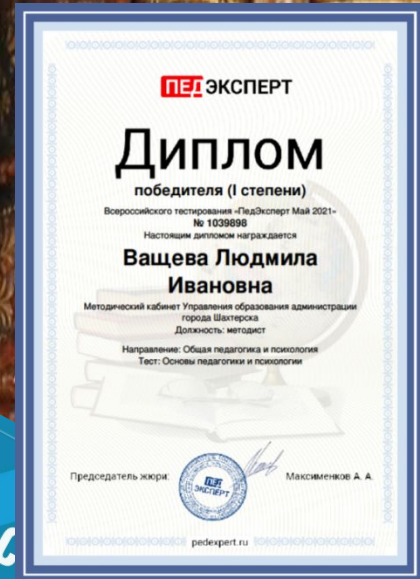 ПЕДЭКСПЕРТ
Диплом
победителя (I степени)
Всероссийского тестирования «ПедЭксперт Май 2021»
№ 1039898
Настоящим дипломом награждается
Ващева Людмила
Ивановна
Методический кабинет Управления образования администрации
города Шахтерска
Должность: методист
Направление: Общая педагогика и психология
Тест: Основы педагогики и психологии
Председатель жюри:
ПЕД
ЭКСПЕРТ
Максименков А. А.
pedexpert.ru